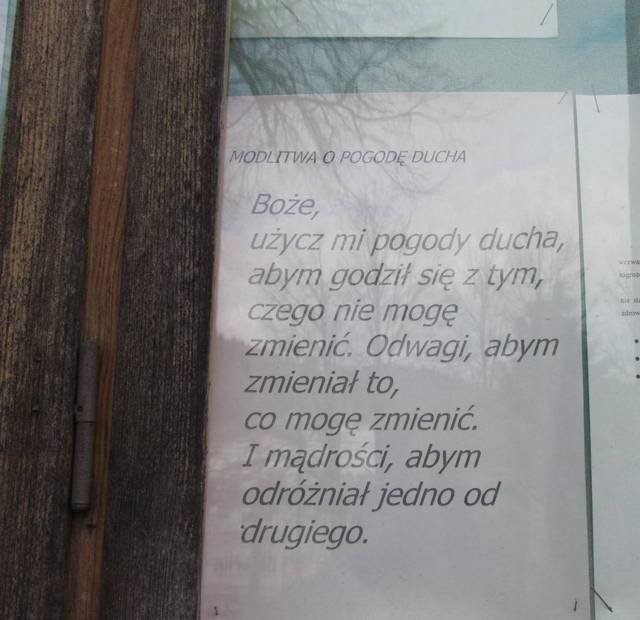 MODLITWA O POGODĘ DUCHA
Boże,
użycz mi pogody ducha,
abym godził się z tym,
czego nie mogę
zmienić. Odwagi, abym
zmieniał to,
co mogę zmienić.
I mądrości, abym
odróżniał jedno od
drugiego.